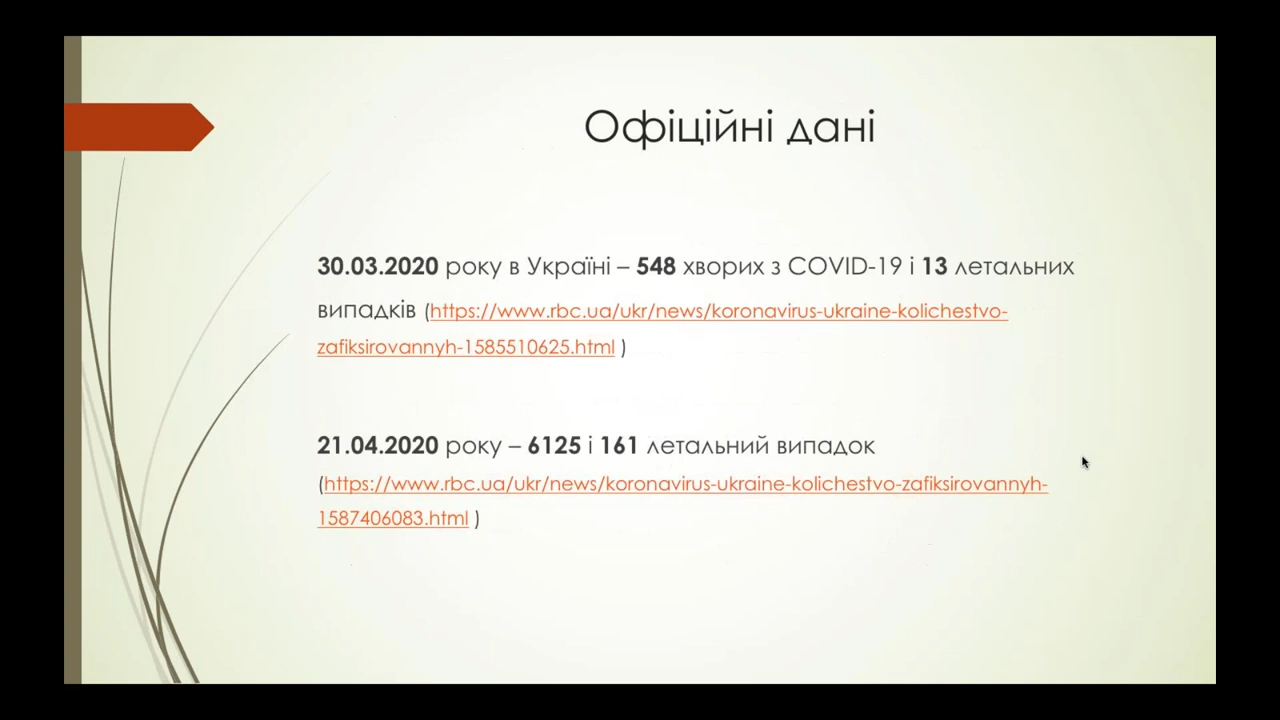 Офіційні дані
30.03.2020 року в Україні – 548 хворих з COVID-19 і 13 летальних
випадків (https://www.rbc.ua/ukr/news/koronavirus-ukraine-kolichestvo-
zafiksirovannyh-1585510625.html )
21.04.2020 року – 6125 і 161 летальний випадок
(https://www.rbc.ua/ukr/news/koronavirus-ukraine-kolichestvo-zafiksirovannyh-
1587406083.html )